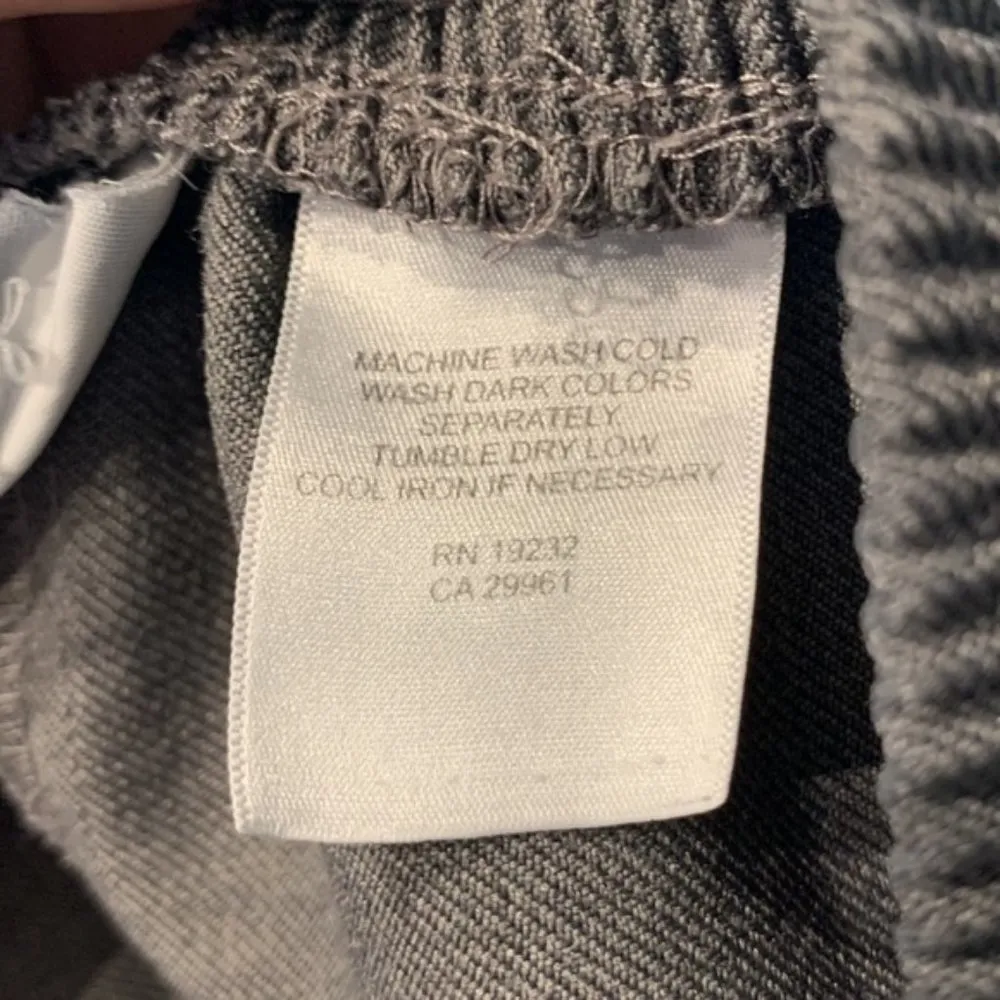 MACHINE WASH COLD
WASH DARK COLORS
SEPARATELY.
TUMBLE DRY LOW.
COOL IRON IF NECESSARY
RN 19232
CA 29961